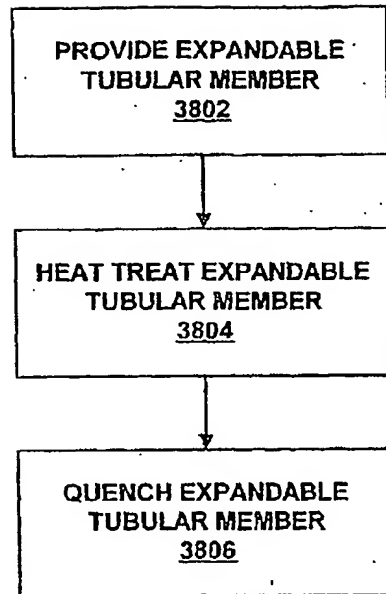 PROVIDE EXPANDABLE
TUBULAR MEMBER
3802
HEAT TREAT EXPANDABLE
TUBULAR MEMBER
3804
QUENCH EXPANDABLE
TUBULAR MEMBER
3806